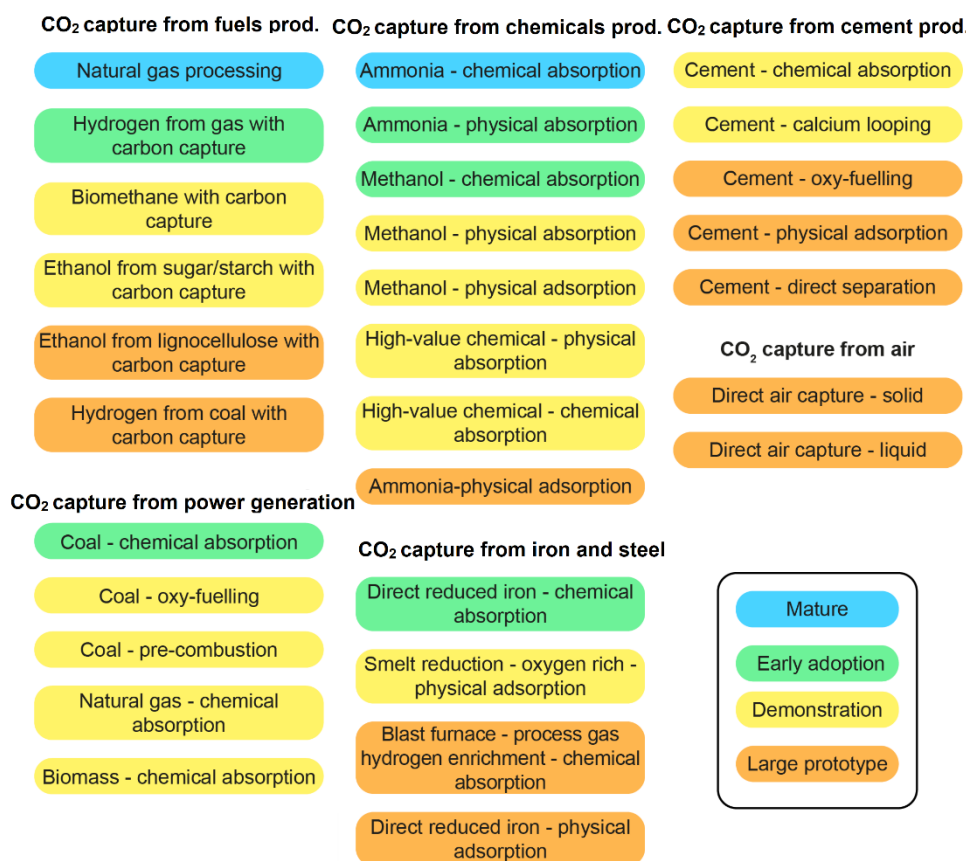 CO₂ capture from fuels prod.
Natural gas processing
Hydrogen from gas with
carbon capture
Biomethane with carbon
capture
Ethanol from sugar/starch with
carbon capture
Ethanol from lignocellulose with
carbon capture
Hydrogen from coal with
carbon capture
CO₂ capture from chemicals prod.
Ammonia - chemical absorption
Ammonia - physical absorption
Methanol - chemical absorption
Methanol - physical absorption
Methanol - physical adsorption
High-value chemical - physical
absorption
High-value chemical - chemical
absorption
Ammonia-physical adsorption
CO₂ capture from cement prod.
Cement - chemical absorption
Cement - calcium looping
Cement - oxy-fuelling
Cement - physical adsorption
Cement - direct separation
CO₂ capture from air
Direct air capture - solid
Direct air capture - liquid
CO₂ capture from power generation
Coal - chemical absorption
Coal - oxy-fuelling
Coal - pre-combustion
Natural gas - chemical
absorption
Biomass - chemical absorption
CO₂ capture from iron and steel
Direct reduced iron - chemical
absorption
Smelt reduction - oxygen rich -
physical adsorption
Blast furnace - process gas
hydrogen enrichment - chemical
absorption
Direct reduced iron - physical
adsorption
Mature
Early adoption
Demonstration
Large prototype